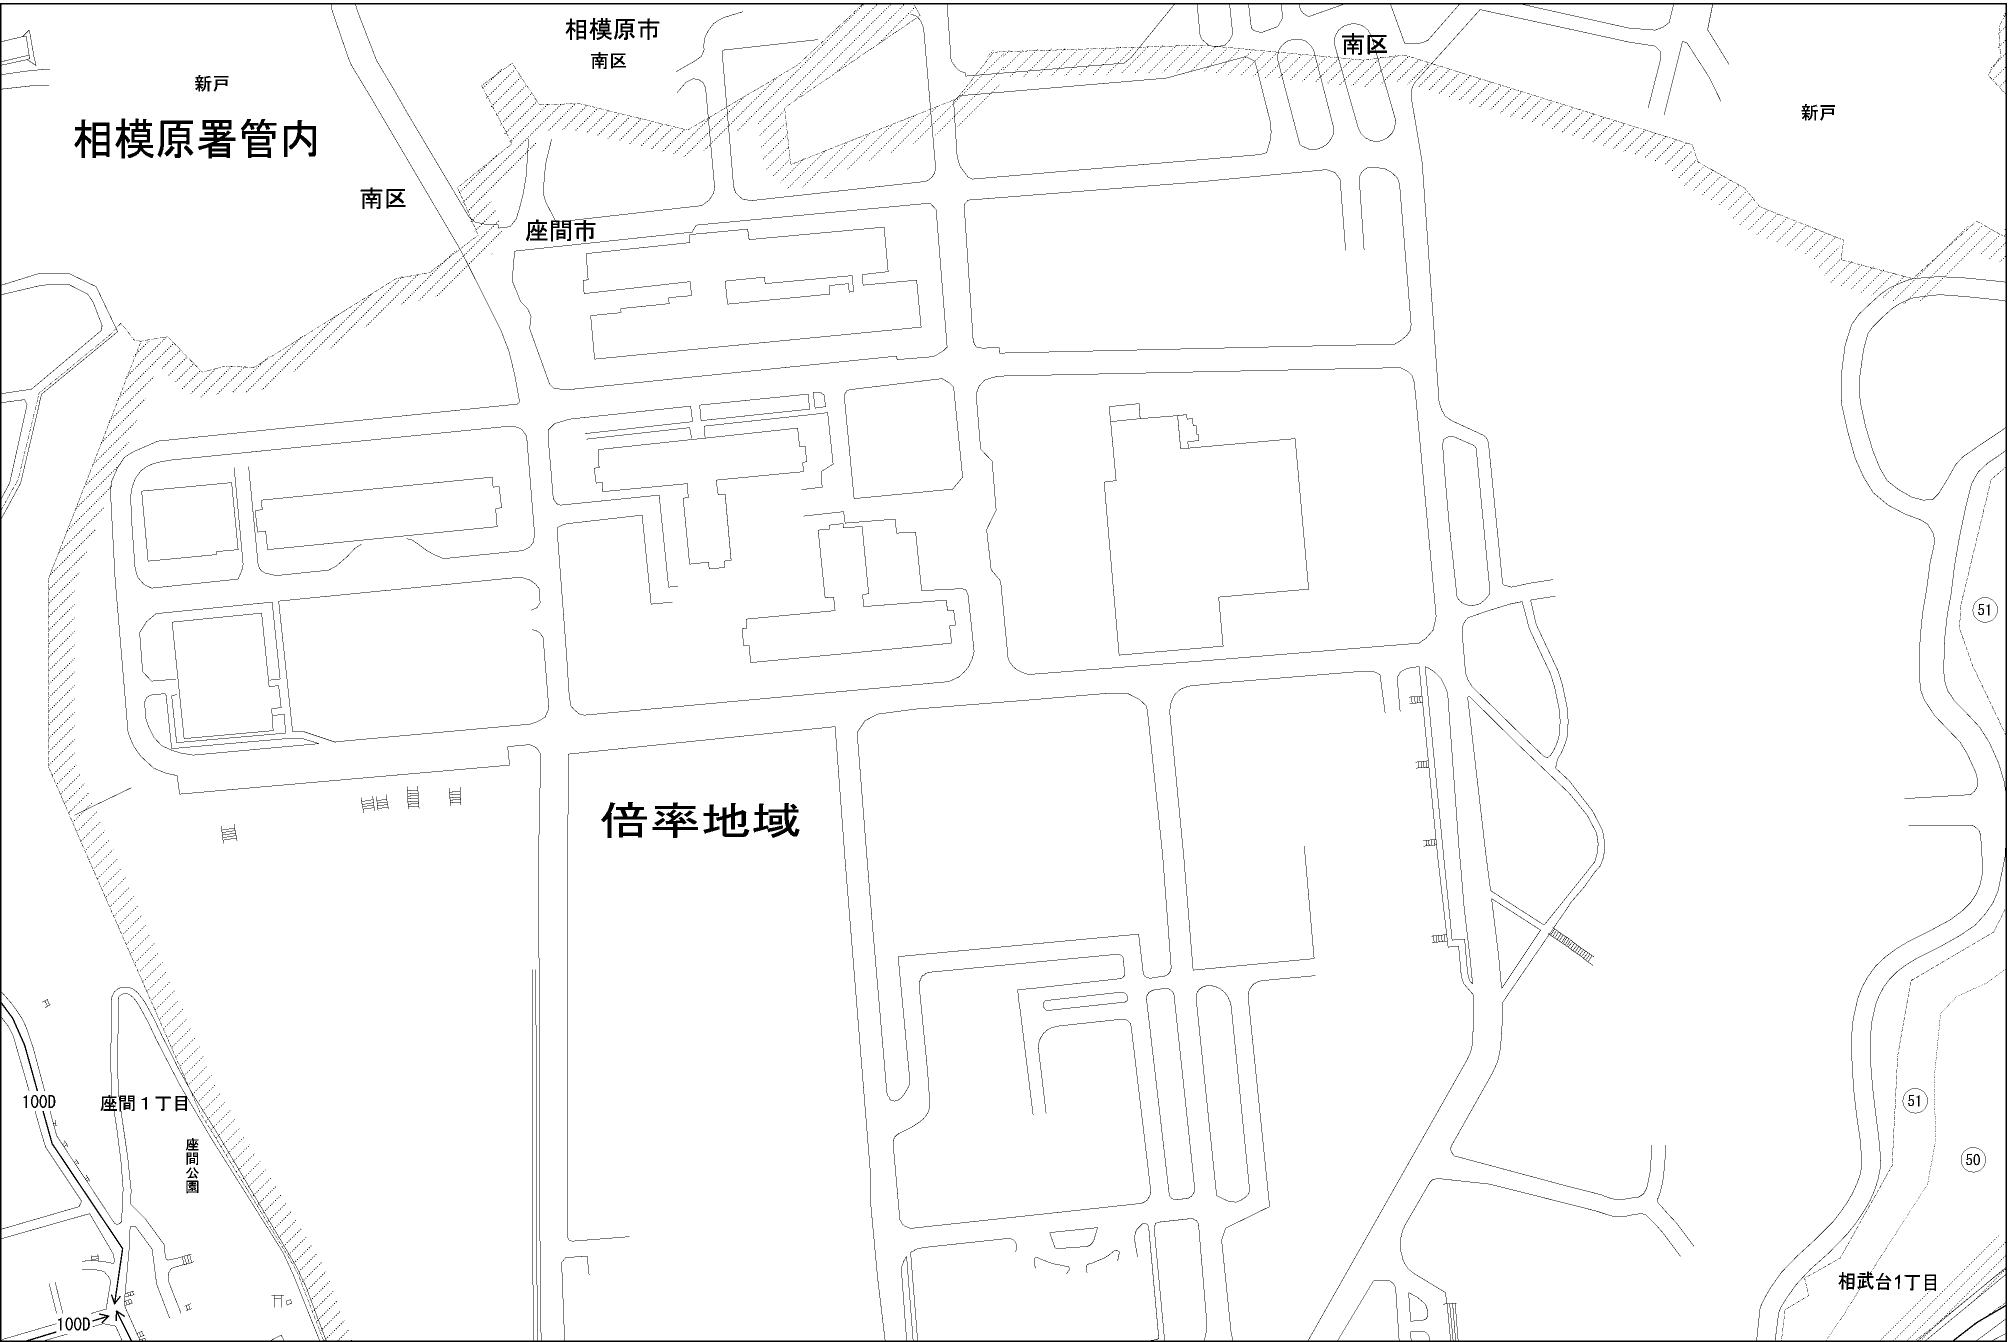 相模原市
南区
南区
新戸
新戸
相模原署管内
南区
座間市
51
倍率地域
100D
座間1丁目
51
座間公園
50
相武台1丁目
100D